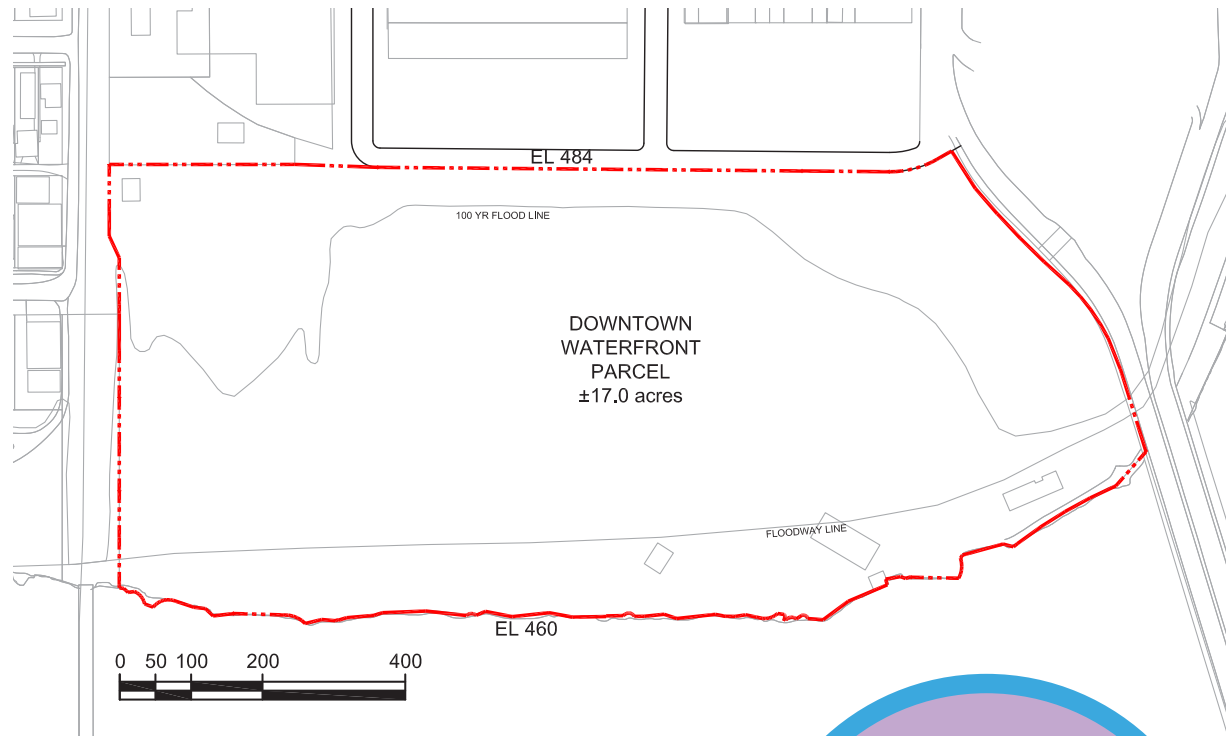 EL 484
100 YR FLOOD LINE
DOWNTOWN
WATERFRONT
PARCEL
±17.0 acres
FLOODWAY LINE
EL 460
0 50 100 200 400